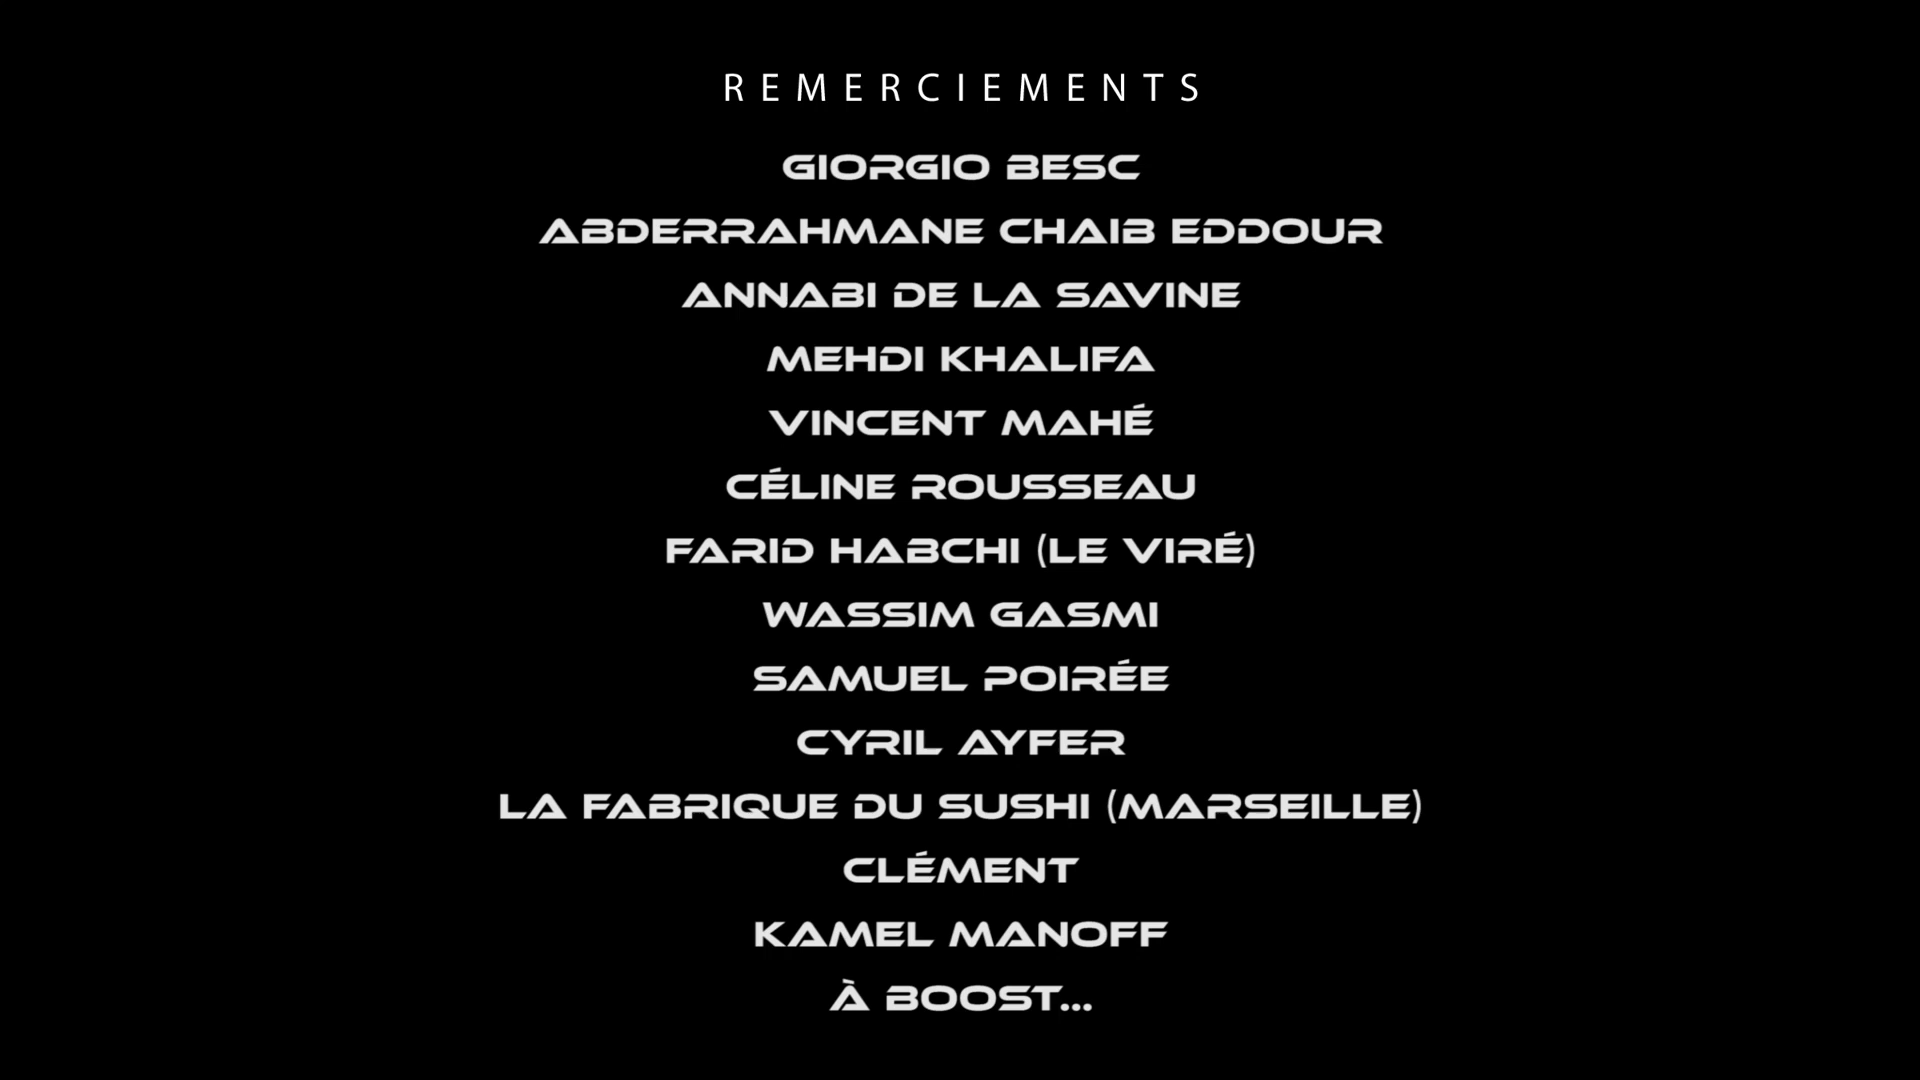 REMERCIEMENTS
GIORGIO BESC
ABDERRAHMANE CHAIB EDDOUR
ANNABI DE LA SAVINE
MEHDI KHALIFA
VINCENT MAHÉ
CÉLINE ROUSSEAU
FARID HABCHI (LE VIRÉ)
WASSIM GASMI
SAMUEL POIRÉE
CYRIL AYFER
LA FABRIQUE DU SUSHI (MARSEILLE)
CLÉMENT
KAMEL MANOFF
À BOOST...